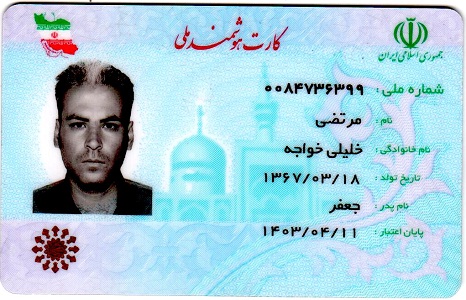 کارت هوشمند ملی
جمهوری اسلامی ایران
شماره ملی : ۰۰۸۴۷۳۶۳۹۹
نام : مرتضی
نام خانوادگی : خلیلی خواجه
تاریخ تولد : ۱۳۶۷/۰۳/۱۸
نام پدر : جعفر
پایان اعتبار : ۱۴۰۳/۰۴/۱۱